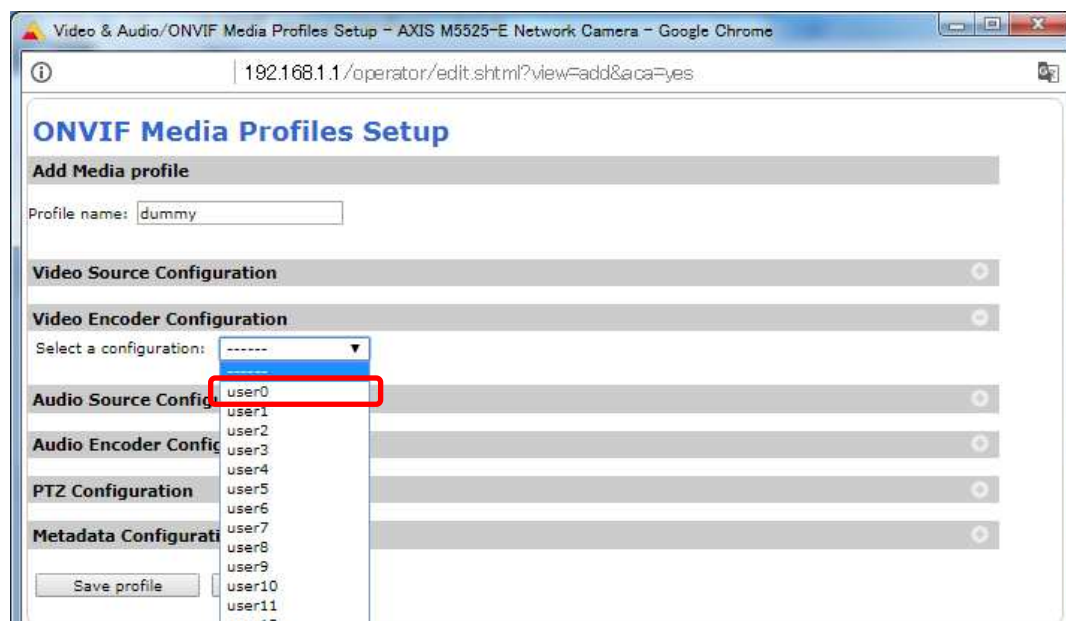 Video & Audio/ONVIF Media Profiles Setup - AXIS M5525-E Network Camera - Google Chrome
192.168.1.1/operator/edit.shtml?view=add&aca=yes
ONVIF Media Profiles Setup
Add Media profile
Profile name: dummy
Video Source Configuration
Video Encoder Configuration
Select a configuration: ------
------
user0
Audio Source Config
user1
user2
Audio Encoder Config
user3
user4
PTZ Configuration
user5
user6
user7
Metadata Configurati
user8
user9
Save profile
user10
user11